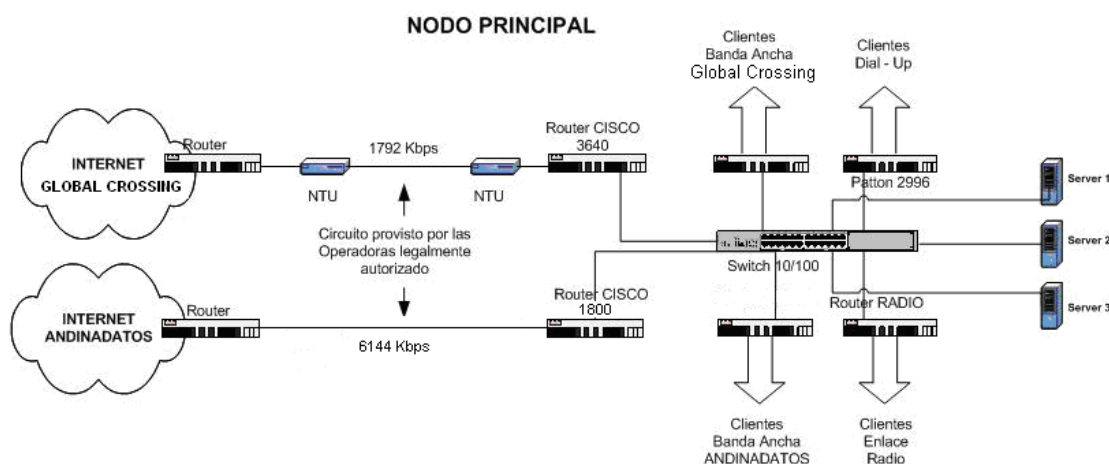 NODO PRINCIPAL
Clientes
Banda Ancha
Global Crossing
Clientes
Dial - Up
Router
INTERNET
GLOBAL CROSSING
1792 Kbps
NTU
NTU
Router CISCO
3640
Patton 2996
Server 1
Circuito provisto por las
Operadoras legalmente
autorizado
Switch 10/100
Server 2
INTERNET
ANDINADATOS
Router
6144 Kbps
Router CISCO
1800
Router RADIO
Server 3
Clientes
Banda Ancha
ANDINADATOS
Clientes
Enlace
Radio